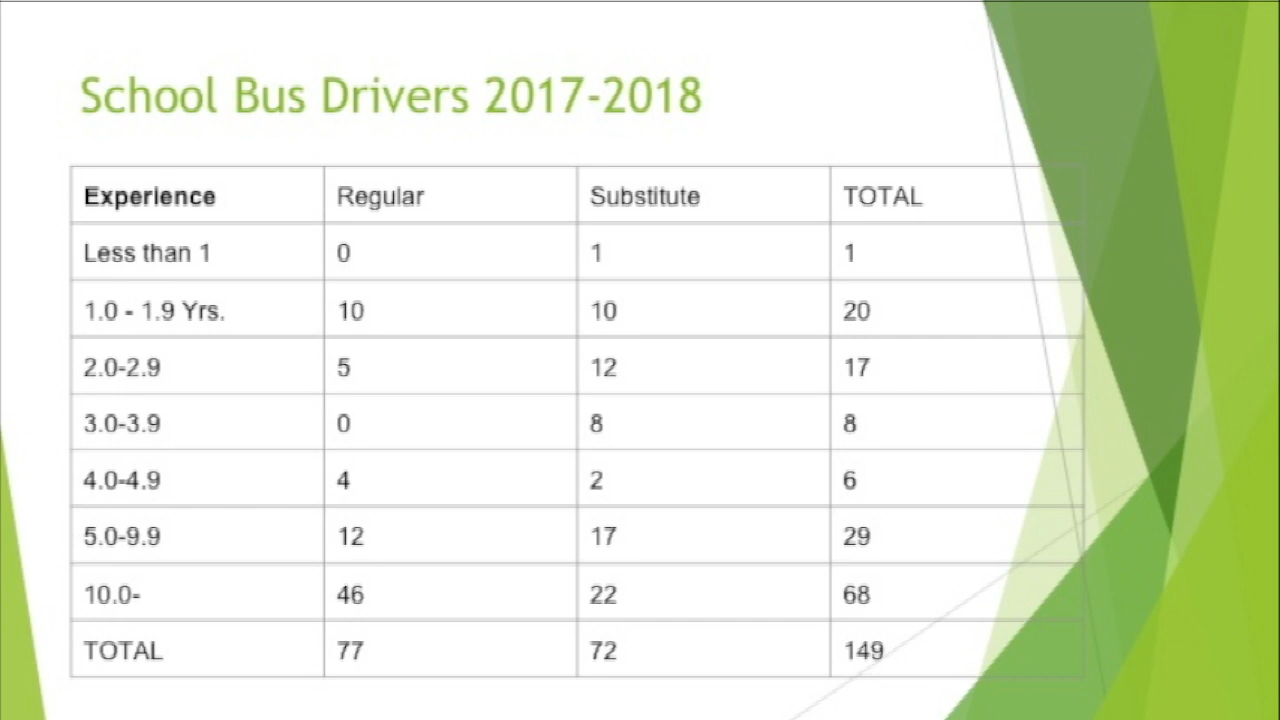 School Bus Drivers 2017-2018
Experience Regular Substitute TOTAL
Less than 1 0 1 1
1.0 - 1.9 Yrs. 10 10 20
2.0-2.9 5 12 17
3.0-3.9 0 8 8
4.0-4.9 4 2 6
5.0-9.9 12 17 29
10.0- 46 22 68
TOTAL 77 72 149